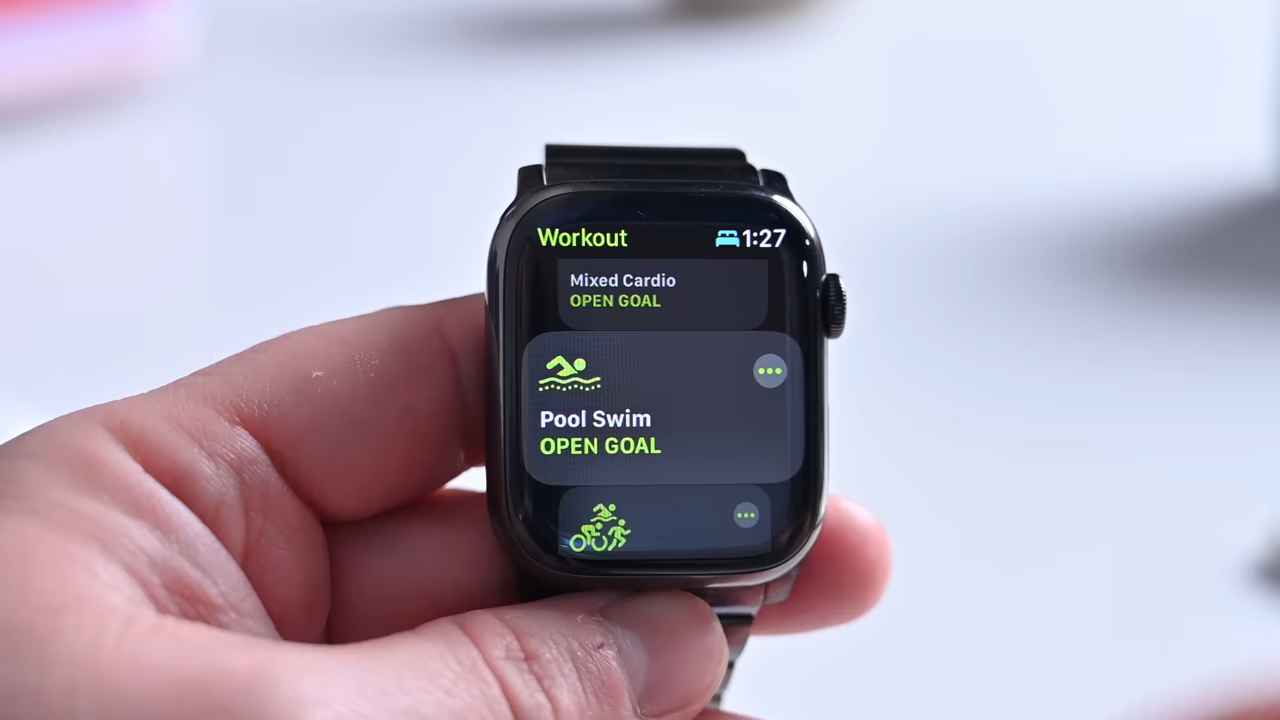 Workout 1:27
Mixed Cardio
OPEN GOAL
Pool Swim
OPEN GOAL